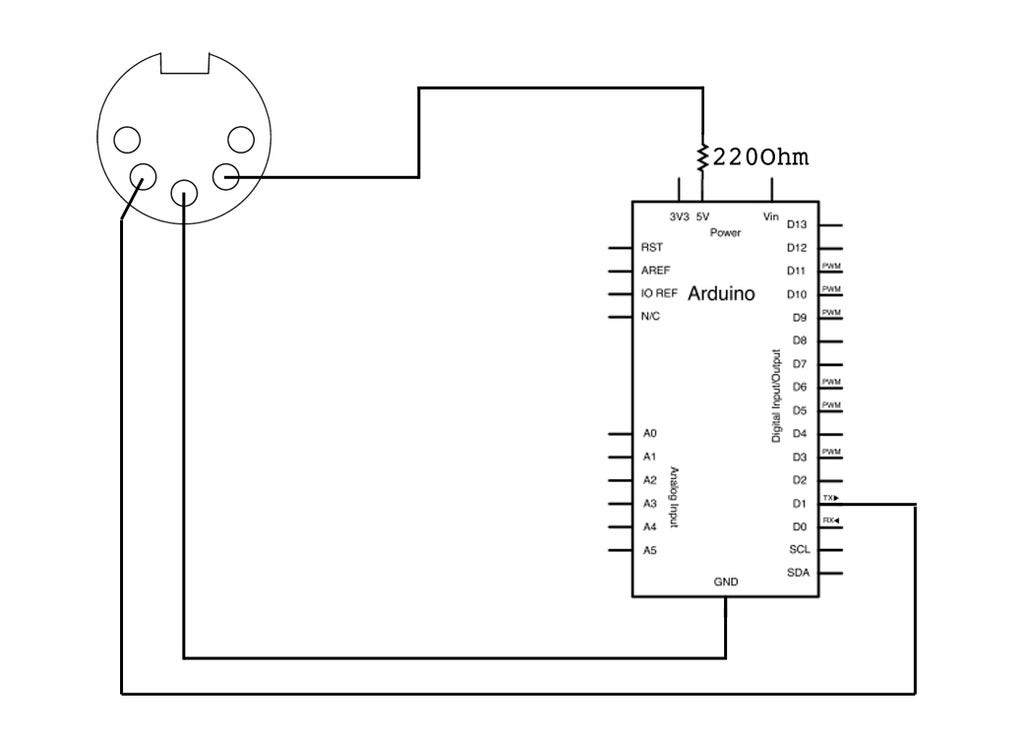 220Ohm
3V3 5V Vin
Power
Arduino
RST
AREF
IO REF
N/C
A0
A1
A2
A3
A4
A5
Analog Input
Digital Input/Output
D13
D12
D11 PWM
D10 PWM
D9 PWM
D8
D7
D6 PWM
D5 PWM
D4
D3 PWM
D2
D1 TX▶
D0 RX◀
SCL
SDA
GND